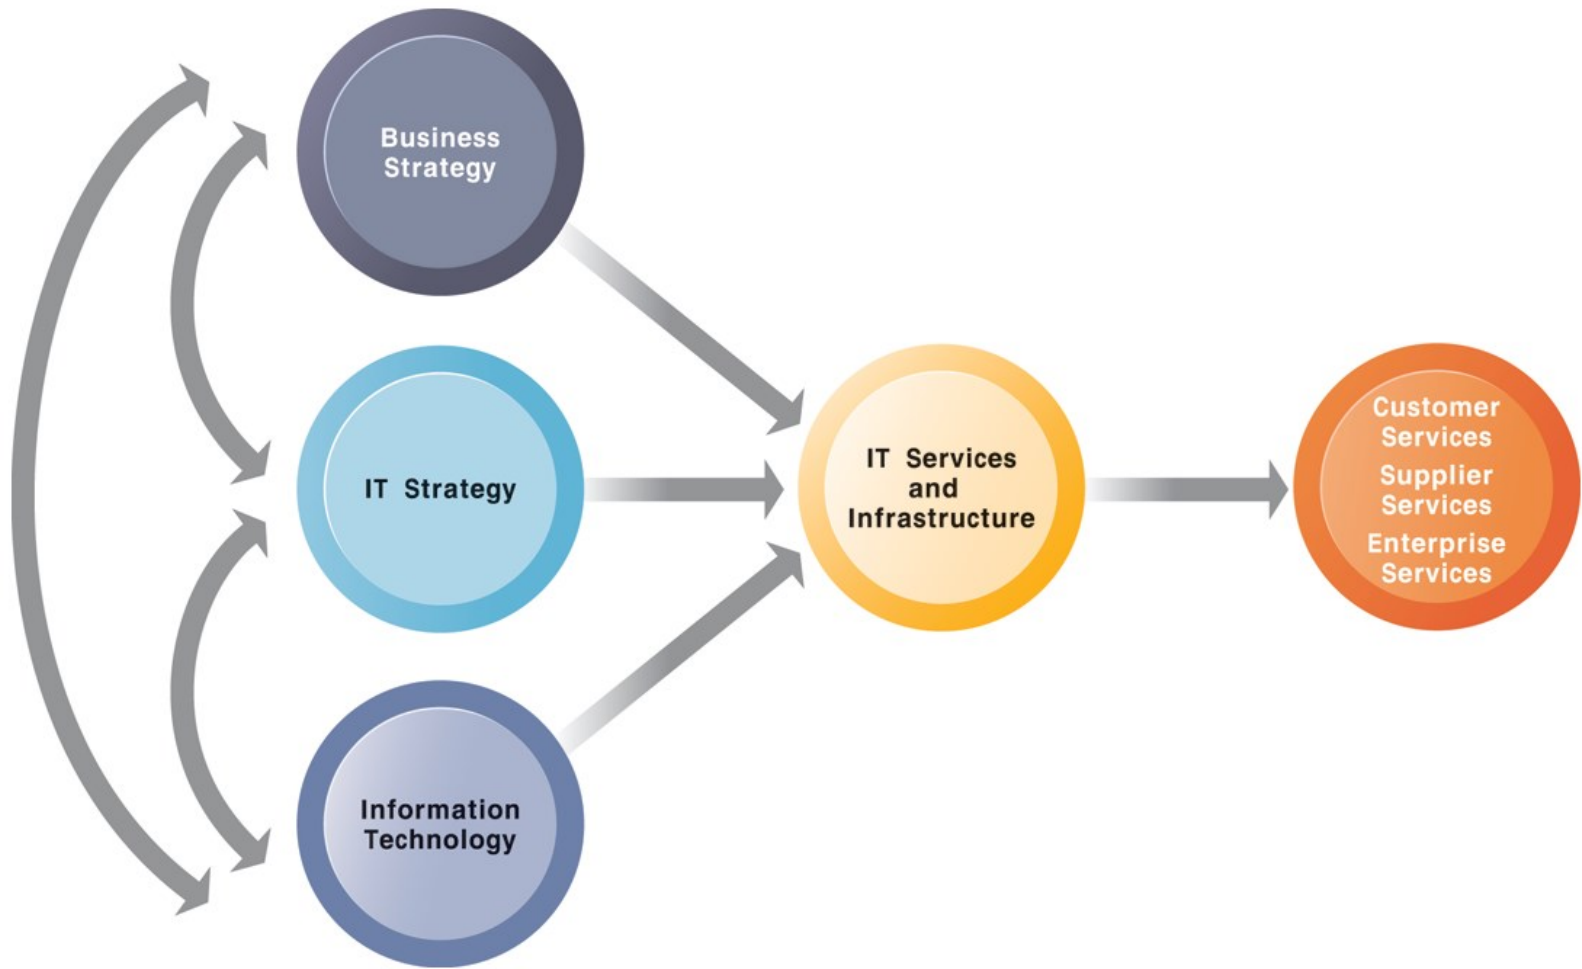 Business
Strategy
IT Strategy
Information
Technology
IT Services
and
Infrastructure
Customer
Services
Supplier
Services
Enterprise
Services